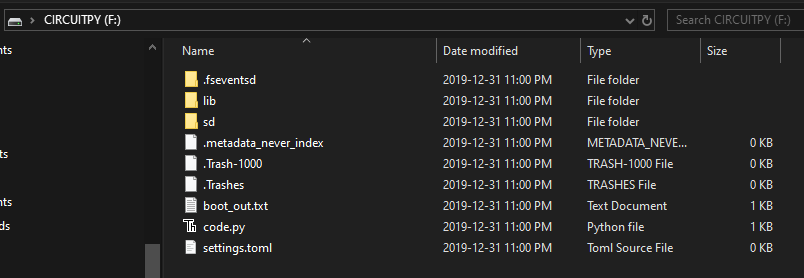 CIRCUITPY (F:)
Search CIRCUITPY (F:)
Name Date modified Type Size
.fseventsd 2019-12-31 11:00 PM File folder
lib 2019-12-31 11:00 PM File folder
sd 2019-12-31 11:00 PM File folder
.metadata_never_index 2019-12-31 11:00 PM METADATA_NEVE... 0 KB
.Trash-1000 2019-12-31 11:00 PM TRASH-1000 File 0 KB
.Trashes 2019-12-31 11:00 PM TRASHES File 0 KB
boot_out.txt 2019-12-31 11:00 PM Text Document 1 KB
code.py 2019-12-31 11:00 PM Python file 1 KB
settings.toml 2019-12-31 11:00 PM Toml Source File 0 KB